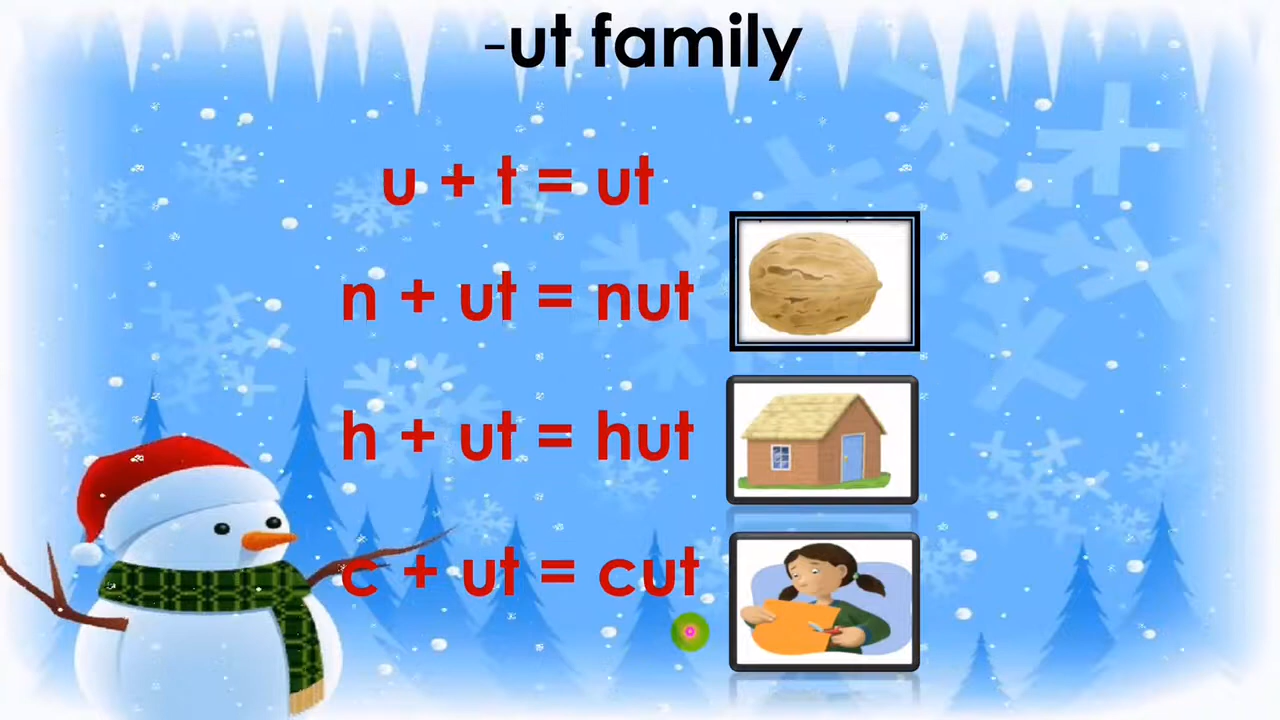 -ut family
u + t = ut
n + ut = nut
h + ut = hut
c + ut = cut